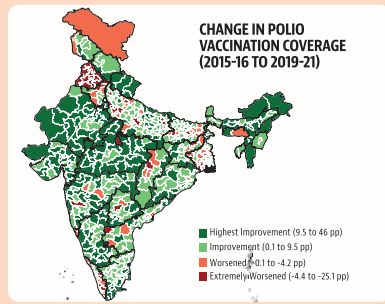 CHANGE IN POLIO
VACCINATION COVERAGE
(2015-16 TO 2019-21)
Highest Improvement (9.5 to 46 pp)
Improvement (0.1 to 9.5 pp)
Worsened (-0.1 to -4.2 pp)
Extremely Worsened (-4.4 to -25.1 pp)